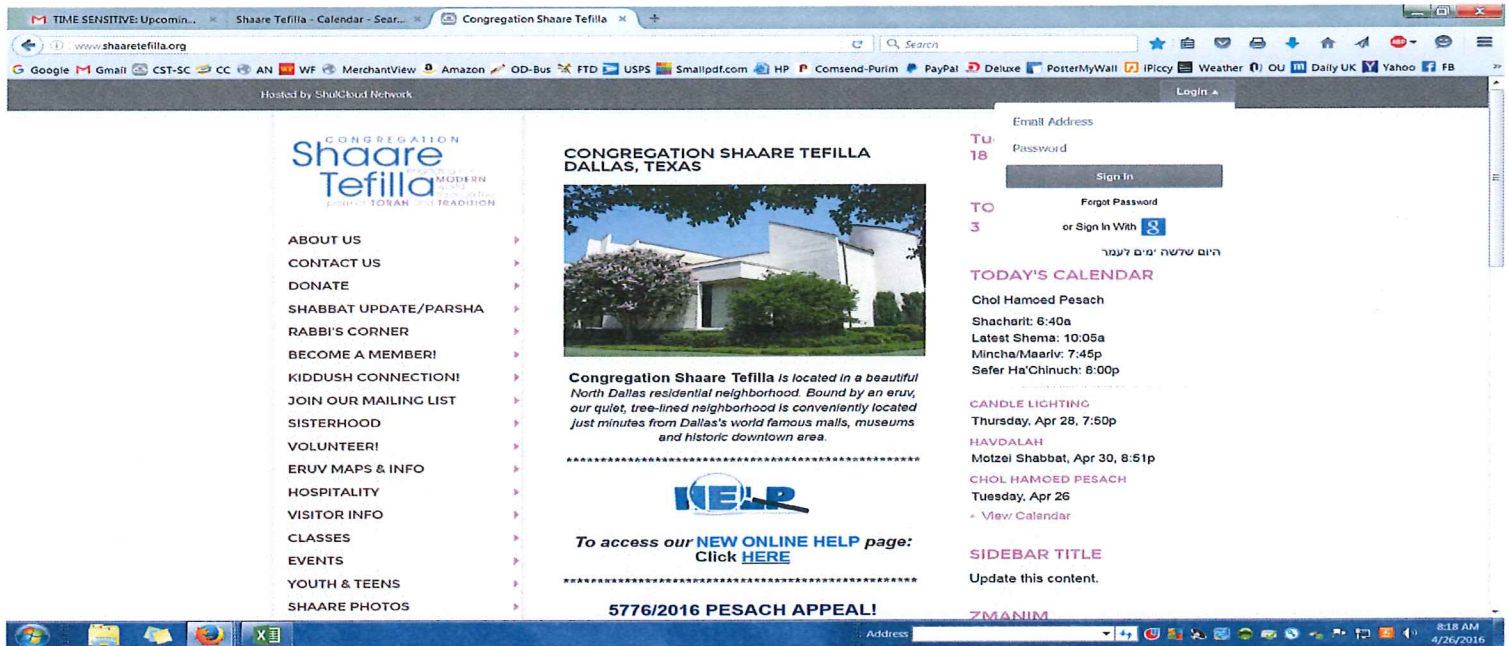 TIME SENSITIVE: Upcomin...
Shaare Tefilla - Calendar - Sear...
Congregation Shaare Tefilla
www.shaaretefilla.org
Search
Google Gmail CST-SC CC AN WF MerchantView Amazon OD-Bus FTD USPS Smallpdf.com HP Comsend-Purim PayPal Deluxe PosterMyWall iPiccy Weather OU Daily UK Yahoo FB
Hosted by ShulCloud Network
Login
Email Address
Password
Sign In
Forgot Password
or Sign In With 8
CONGREGATION
Shaare
Tefilla
MODERN
TORAH and TRADITION
ABOUT US
CONTACT US
DONATE
SHABBAT UPDATE/PARSHA
RABBI'S CORNER
BECOME A MEMBER!
KIDDUSH CONNECTION!
JOIN OUR MAILING LIST
SISTERHOOD
VOLUNTEER!
ERUV MAPS & INFO
HOSPITALITY
VISITOR INFO
CLASSES
EVENTS
YOUTH & TEENS
SHAARE PHOTOS
CONGREGATION SHAARE TEFILLA
DALLAS, TEXAS
Congregation Shaare Tefilla is located in a beautiful
North Dallas residential neighborhood. Bound by an eruv,
our quiet, tree-lined neighborhood is conveniently located
just minutes from Dallas's world famous malls, museums
and historic downtown area.
****************************************************
HELP
To access our NEW ONLINE HELP page:
Click HERE
****************************************************
5776/2016 PESACH APPEAL!
Tu
18
TO
3
היום שלשה ימים לעמר
TODAY'S CALENDAR
Chol Hamoed Pesach
Shacharit: 6:40a
Latest Shema: 10:05a
Mincha/Maariv: 7:45p
Sefer Ha'Chinuch: 8:00p
CANDLE LIGHTING
Thursday, Apr 28, 7:50p
HAVDALAH
Motzei Shabbat, Apr 30, 8:51p
CHOL HAMOED PESACH
Tuesday, Apr 26
+ View Calendar
SIDEBAR TITLE
Update this content.
ZMANIM
Address
8:18 AM
4/26/2016